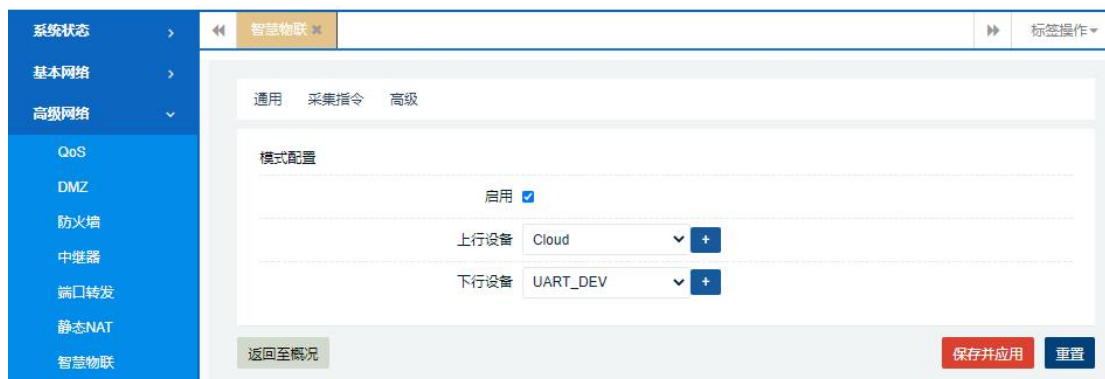 系统状态
基本网络
高级网络
QoS
DMZ
防火墙
中继器
端口转发
静态NAT
智慧物联
智慧物联
标签操作
通用 采集指令 高级
模式配置
启用
上行设备 Cloud +
下行设备 UART_DEV +
返回至概况 保存并应用 重置